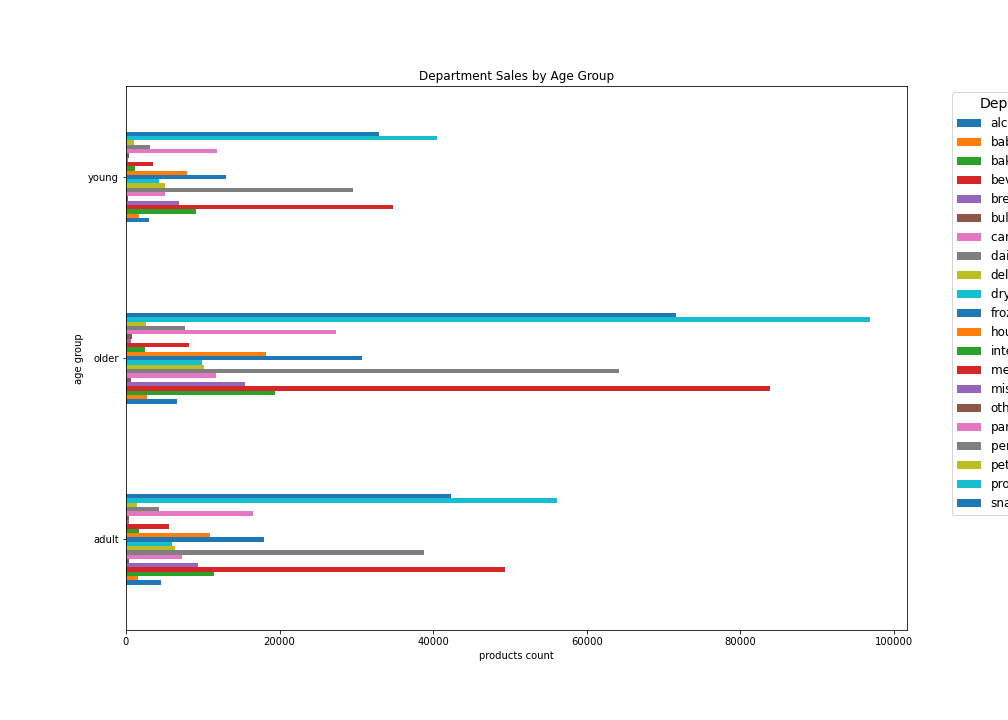 Department Sales by Age Group
young
older
adult
age group
0 20000 40000 60000 80000 100000
products count
Dep
alc
bab
bak
bev
bre
bul
can
dai
del
dry
froz
hou
inte
me
mis
oth
pan
per
pet
pro
sna